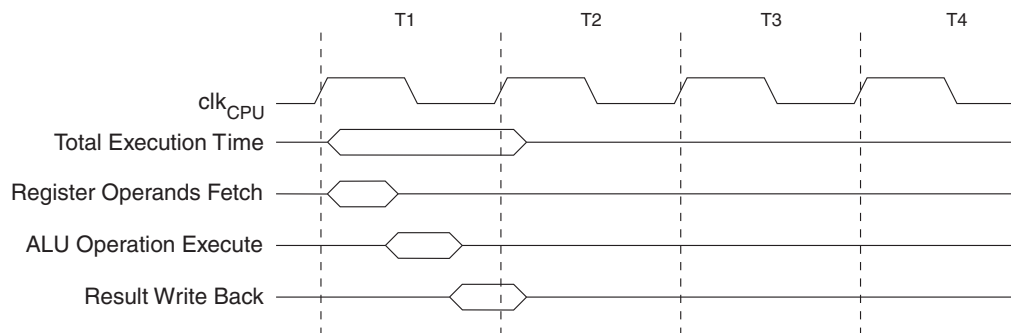 T1 T2 T3 T4
clkCPU
Total Execution Time
Register Operands Fetch
ALU Operation Execute
Result Write Back